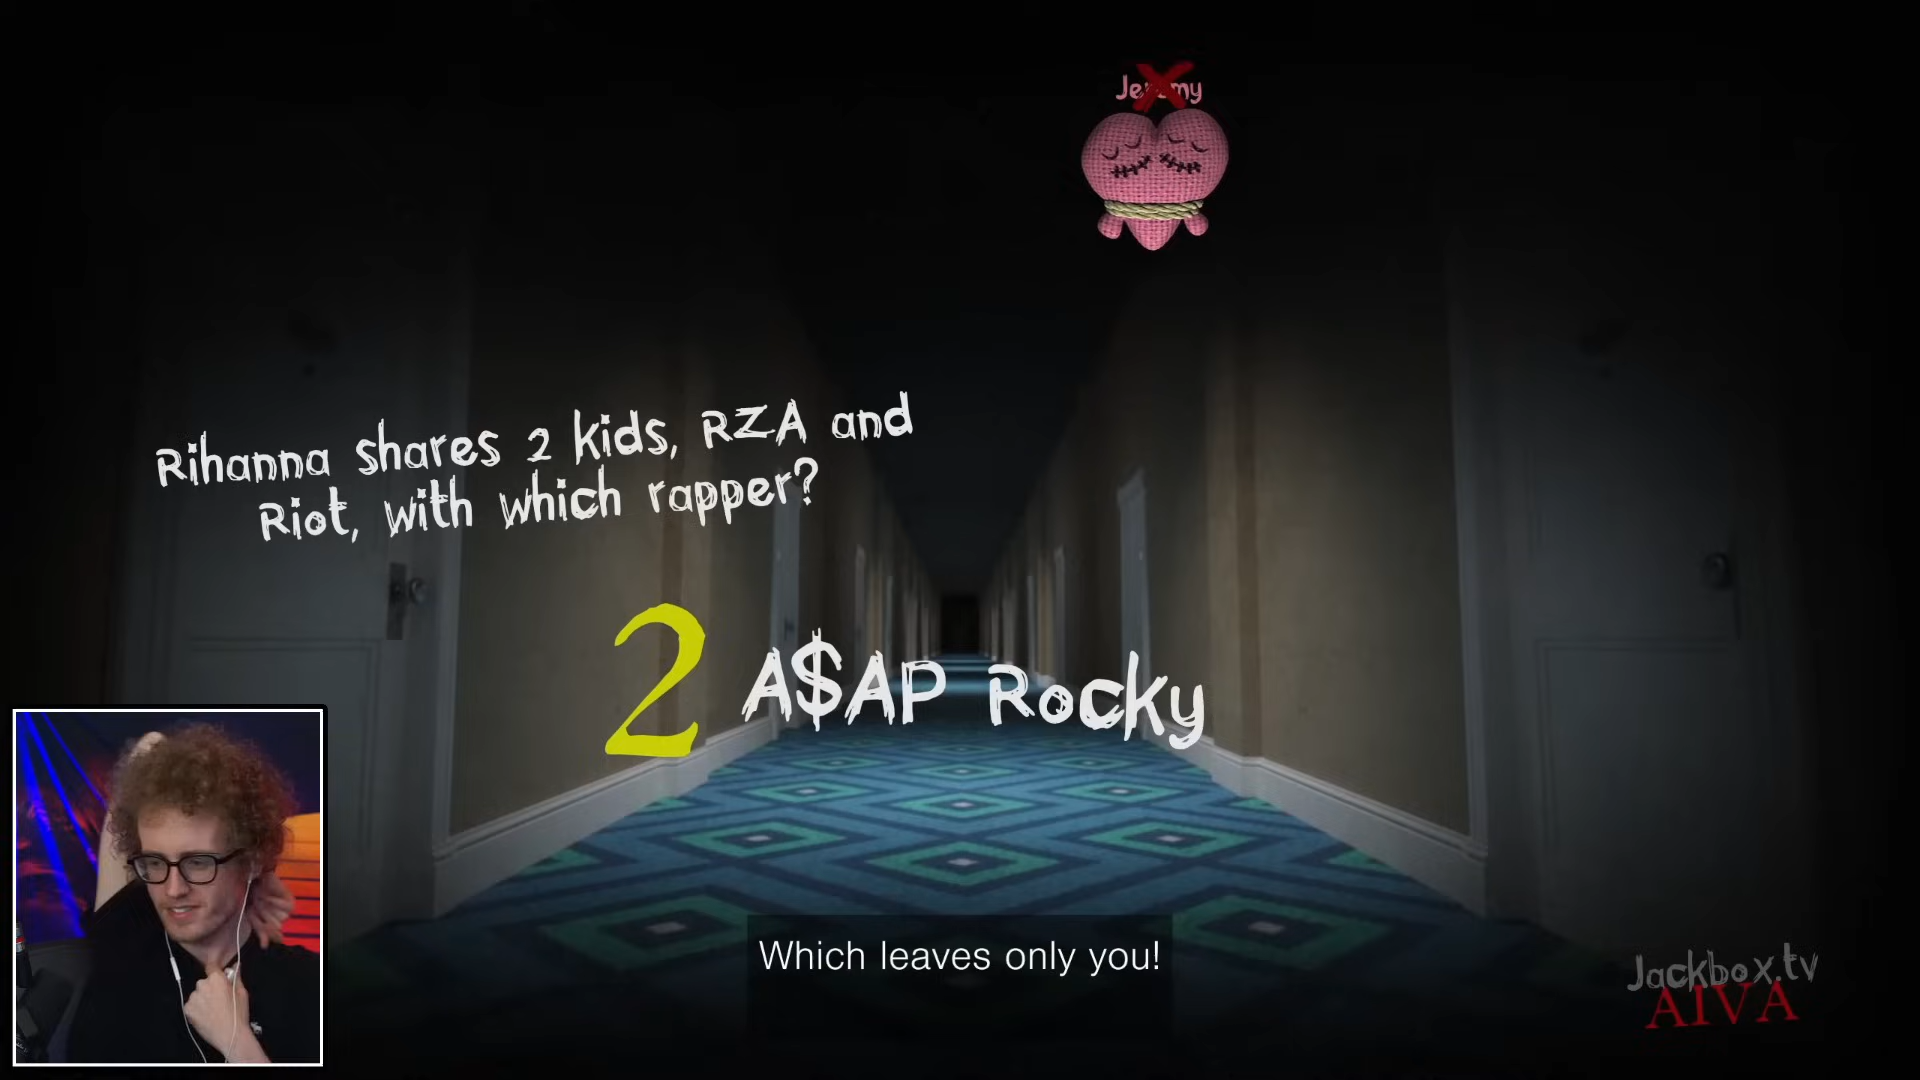 Jeremy
Rihanna shares 2 kids, RZA and
Riot, with which rapper?
2 A$AP Rocky
Which leaves only you!
Jackbox.tv
AIVA